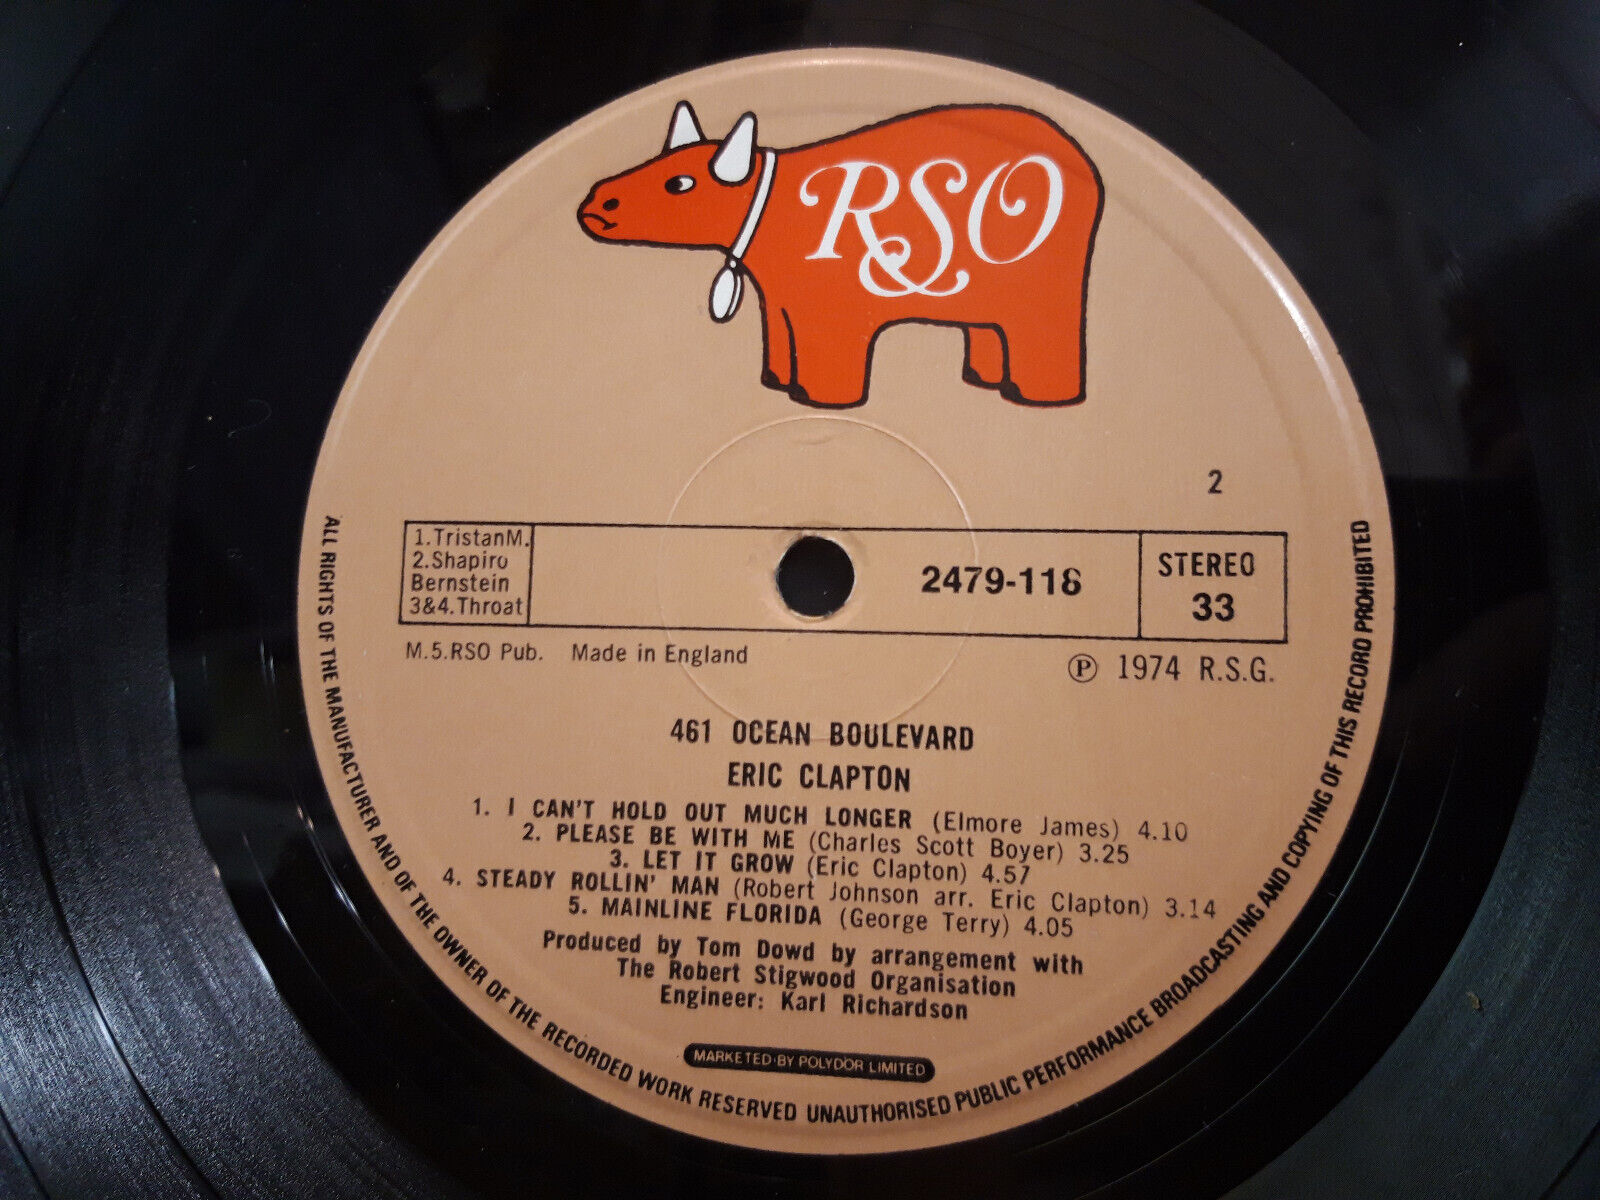 RSO
2
1.TristanM.
2.Shapiro
Bernstein
3&4.Throat
2479-118
STEREO
33
M.5.RSO Pub. Made in England
℗ 1974 R.S.G.
461 OCEAN BOULEVARD
ERIC CLAPTON
1. I CAN'T HOLD OUT MUCH LONGER (Elmore James) 4.10
2. PLEASE BE WITH ME (Charles Scott Boyer) 3.25
3. LET IT GROW (Eric Clapton) 4.57
4. STEADY ROLLIN' MAN (Robert Johnson arr. Eric Clapton) 3.14
5. MAINLINE FLORIDA (George Terry) 4.05
Produced by Tom Dowd by arrangement with
The Robert Stigwood Organisation
Engineer: Karl Richardson
MARKETED BY POLYDOR LIMITED
ALL RIGHTS OF THE MANUFACTURER AND OF THE OWNER OF THE RECORDED WORK RESERVED UNAUTHORISED PUBLIC PERFORMANCE BROADCASTING AND COPYING OF THIS RECORD PROHIBITED